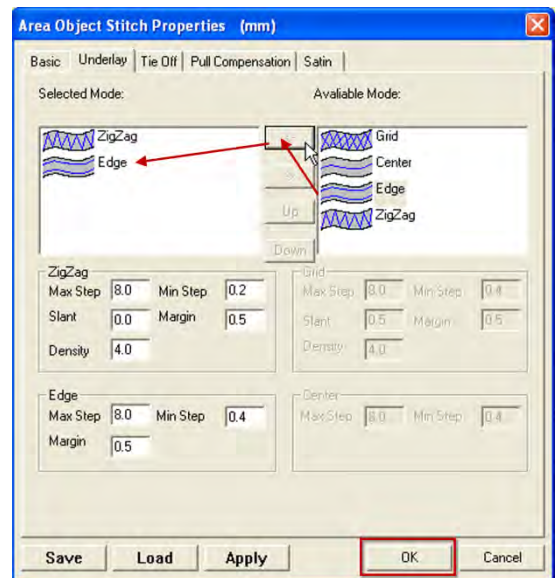 Area Object Stitch Properties (mm)
Basic Underlay Tie Off Pull Compensation Satin
Selected Mode: Avaliable Mode:
ZigZag
Edge
Up
Down
Grid
Center
Edge
ZigZag
ZigZag
Max Step 8.0 Min Step 0.2
Slant 0.0 Margin 0.5
Density 4.0
Grid
Max Step 8.0 Min Step 0.4
Slant 0.5 Margin 0.5
Density 4.0
Edge
Max Step 8.0 Min Step 0.4
Margin 0.5
Center
Max Step 8.0 Min Step 0.4
Save Load Apply OK Cancel